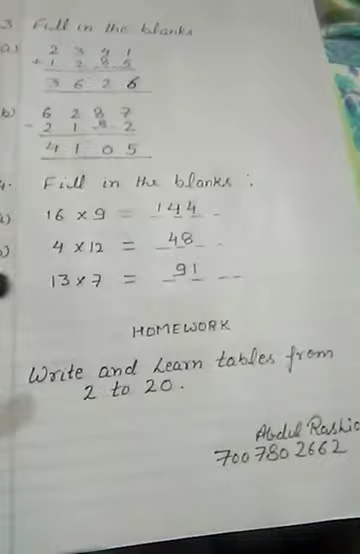 3 Fill in the blanks
a) 2 3 4 1
+ 1 2 8 5
3 6 2 6
b) 6 2 8 7
- 2 1 8 2
4 1 0 5
4. Fill in the blanks :
16 x 9 = 144
4 x 12 = 48
13 x 7 = 91
HOMEWORK
Write and Learn tables from
2 to 20.
Abdul Rashid
7007802662